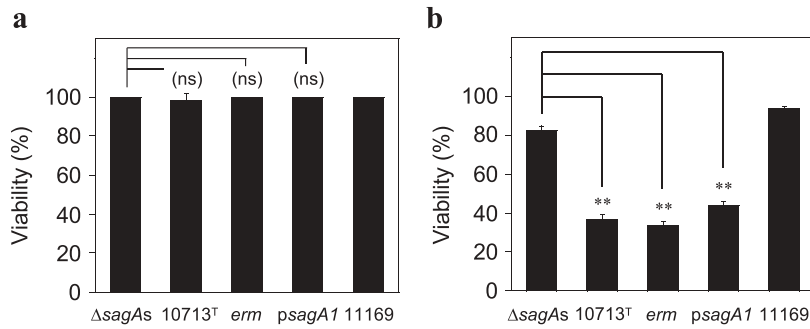 a
(ns) (ns) (ns)
Viability (%)
100
80
60
40
20
0
ΔsagAs 10713ᵀ erm psagA1 11169
b
Viability (%)
100
80
60
40
20
0
** ** **
ΔsagAs 10713ᵀ erm psagA1 11169